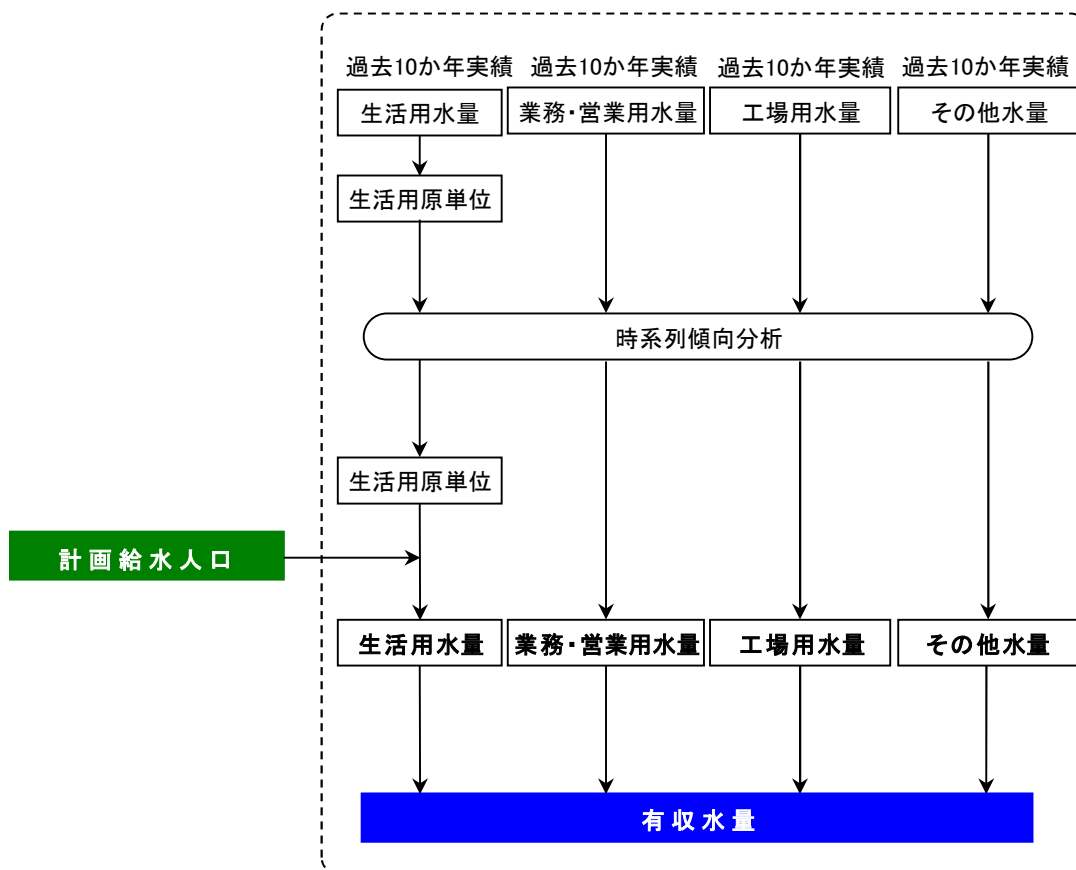 過去10か年実績 過去10か年実績 過去10か年実績 過去10か年実績
生活用水量 業務・営業用水量 工場用水量 その他水量
生活用原単位
時系列傾向分析
生活用原単位
計画給水人口
生活用水量 業務・営業用水量 工場用水量 その他水量
有収水量